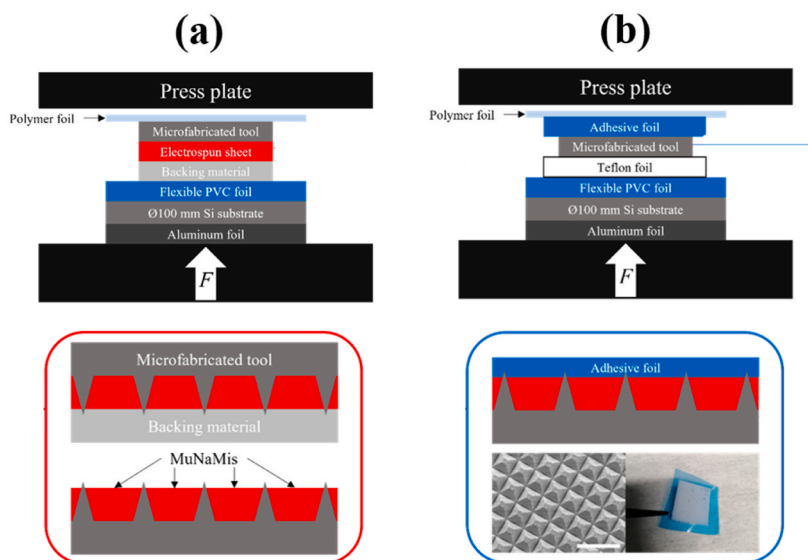 (a)
Press plate
Polymer foil
Microfabricated tool
Electrospun sheet
Backing material
Flexible PVC foil
Ø100 mm Si substrate
Aluminum foil
F
Microfabricated tool
Backing material
MuNaMis
(b)
Press plate
Polymer foil
Adhesive foil
Microfabricated tool
Teflon foil
Flexible PVC foil
Ø100 mm Si substrate
Aluminum foil
F
Adhesive foil